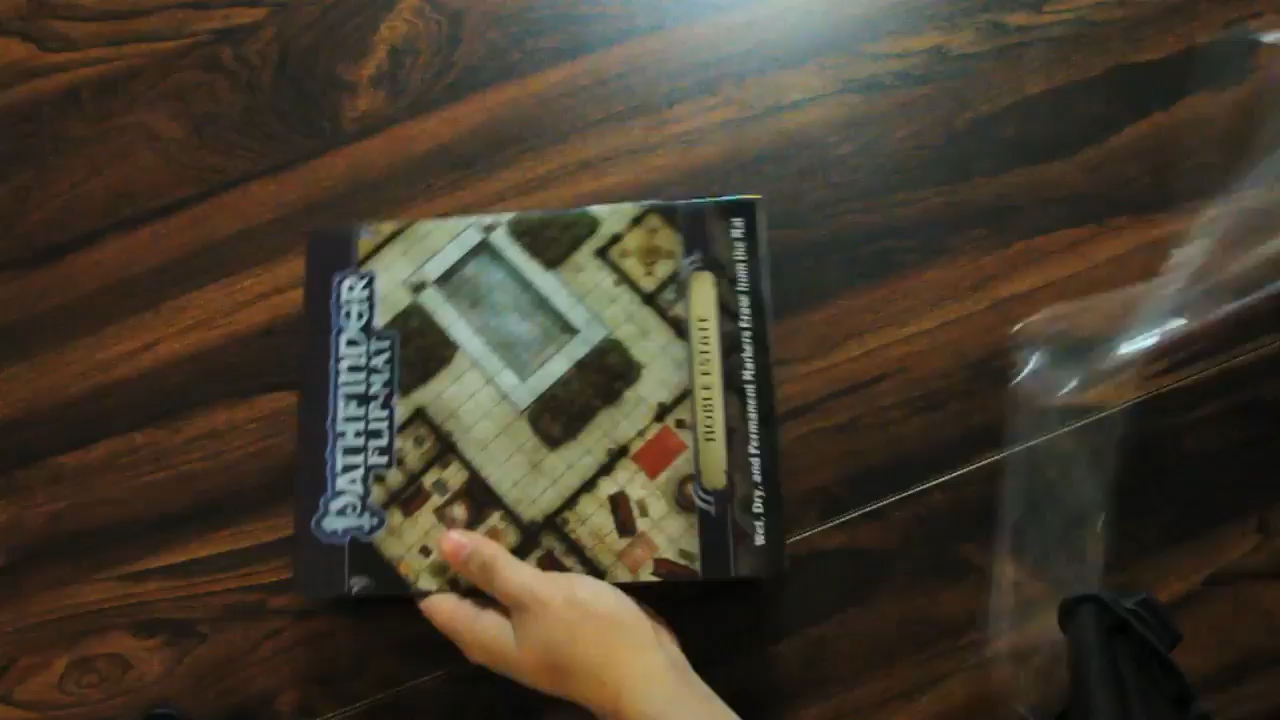 PATHFINDER
FLIP-MAT
NOBLE ESTATE
Wet, Dry, and Permanent Markers Erase from the Mat